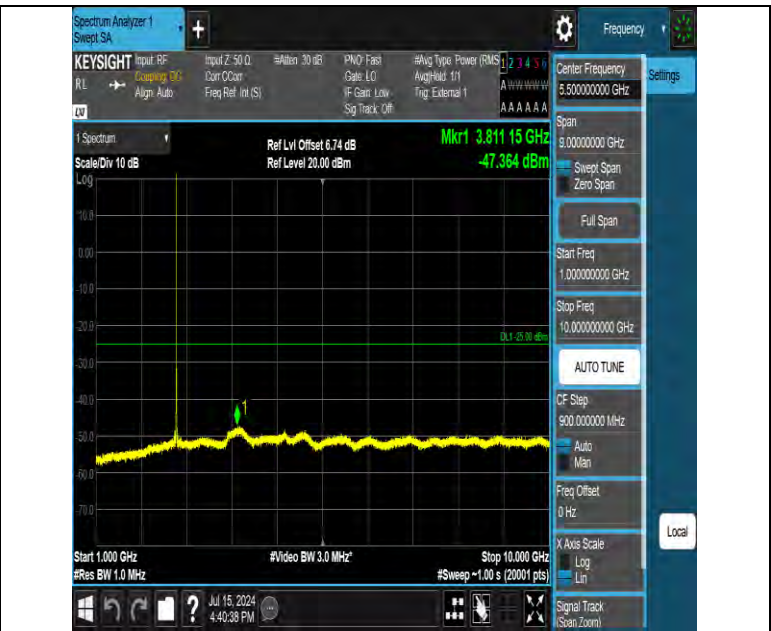 Spectrum Analyzer 1
Swept SA
+
Frequency
KEYSIGHT
RL
Input: RF
Coupling: DC
Align: Auto
Input Z: 50 Ω
Corr CCorr
Freq Ref: Int (S)
#Atten: 30 dB
PNO: Fast
Gate: LO
IF Gain: Low
Sig Track: Off
#Avg Type: Power (RMS
Avg|Hold: 1/1
Trig: External 1
1 2 3 4 5 6
A W W W W W
A A A A A A
1 Spectrum
Scale/Div 10 dB
Ref Lvl Offset 6.74 dB
Ref Level 20.00 dBm
Mkr1 3.811 15 GHz
-47.364 dBm
Log
10.0
0.00
-10.0
-20.0
-30.0
-40.0
-50.0
-60.0
-70.0
DL1 -25.00 dBm
1
Start 1.000 GHz
#Res BW 1.0 MHz
#Video BW 3.0 MHz*
Stop 10.000 GHz
#Sweep ~1.00 s (20001 pts)
Center Frequency
5.500000000 GHz
Settings
Span
9.00000000 GHz
Swept Span
Zero Span
Full Span
Start Freq
1.000000000 GHz
Stop Freq
10.000000000 GHz
AUTO TUNE
CF Step
900.000000 MHz
Auto
Man
Freq Offset
0 Hz
X Axis Scale
Log
Lin
Signal Track
(Span Zoom)
Local
?
Jul 15, 2024
4:40:38 PM